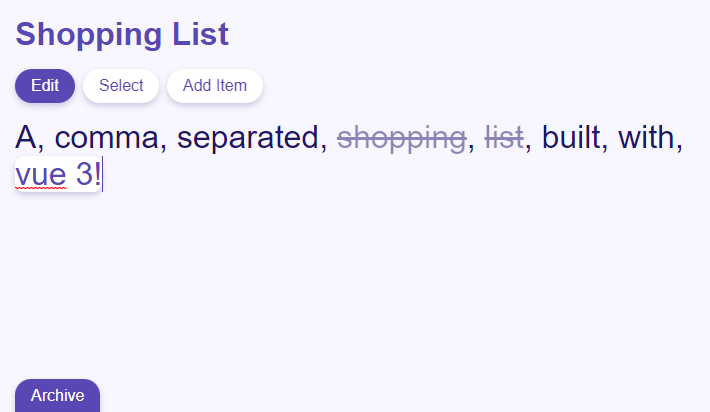 Shopping List
Edit Select Add Item
A, comma, separated, shopping, list, built, with,
vue 3!
Archive